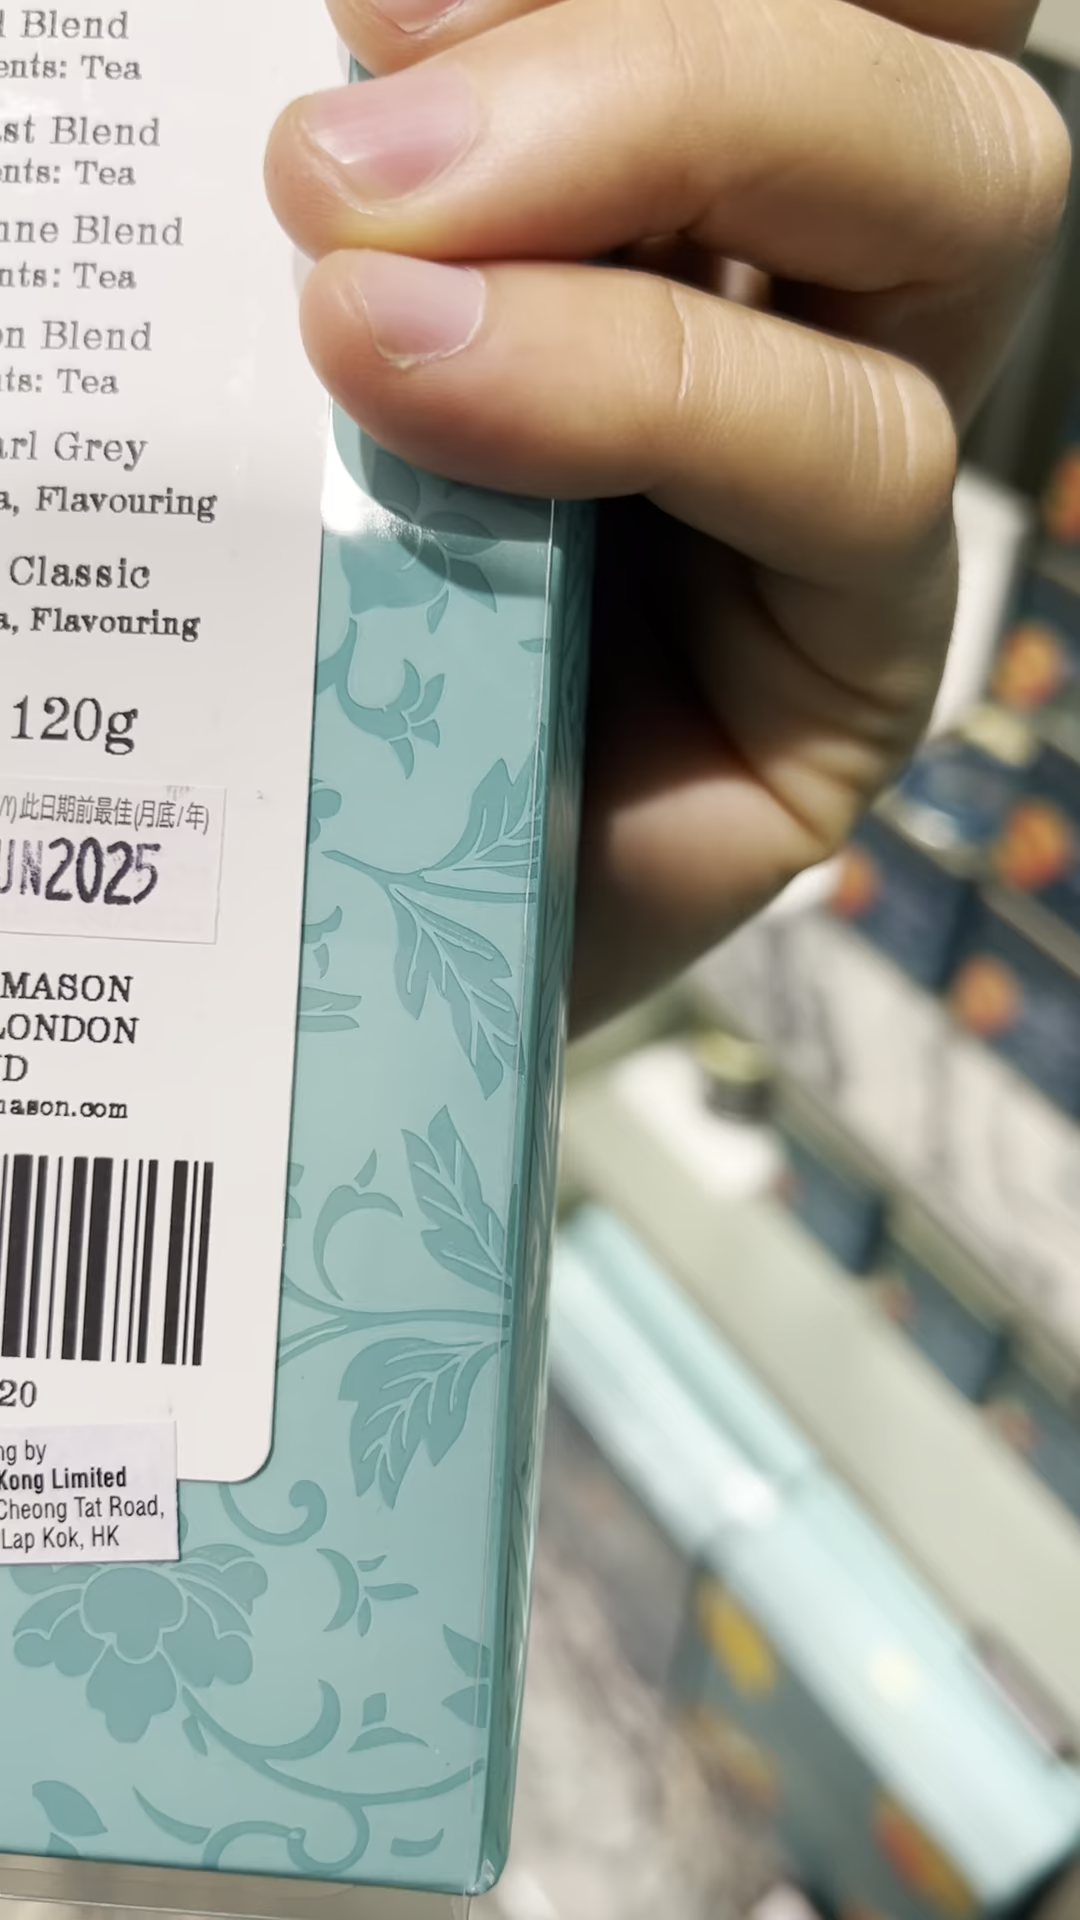 Blend
ents: Tea
st Blend
nts: Tea
nne Blend
nts: Tea
on Blend
ts: Tea
arl Grey
a, Flavouring
Classic
a, Flavouring
120g
/Y)此日期前最佳(月底/年)
UN2025
MASON
LONDON
D
mason.com
20
ng by
Kong Limited
Cheong Tat Road,
Lap Kok, HK